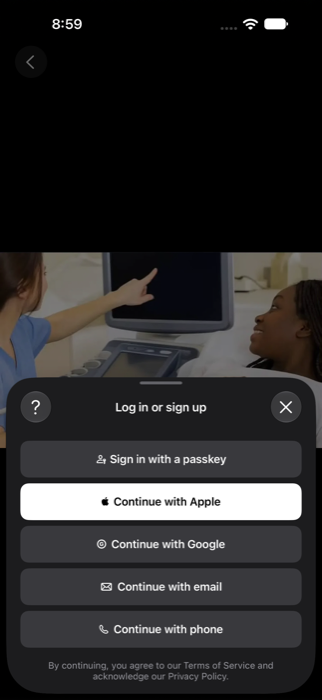 8:59
?
Log in or sign up
Sign in with a passkey
Continue with Apple
Continue with Google
Continue with email
Continue with phone
By continuing, you agree to our Terms of Service and
acknowledge our Privacy Policy.